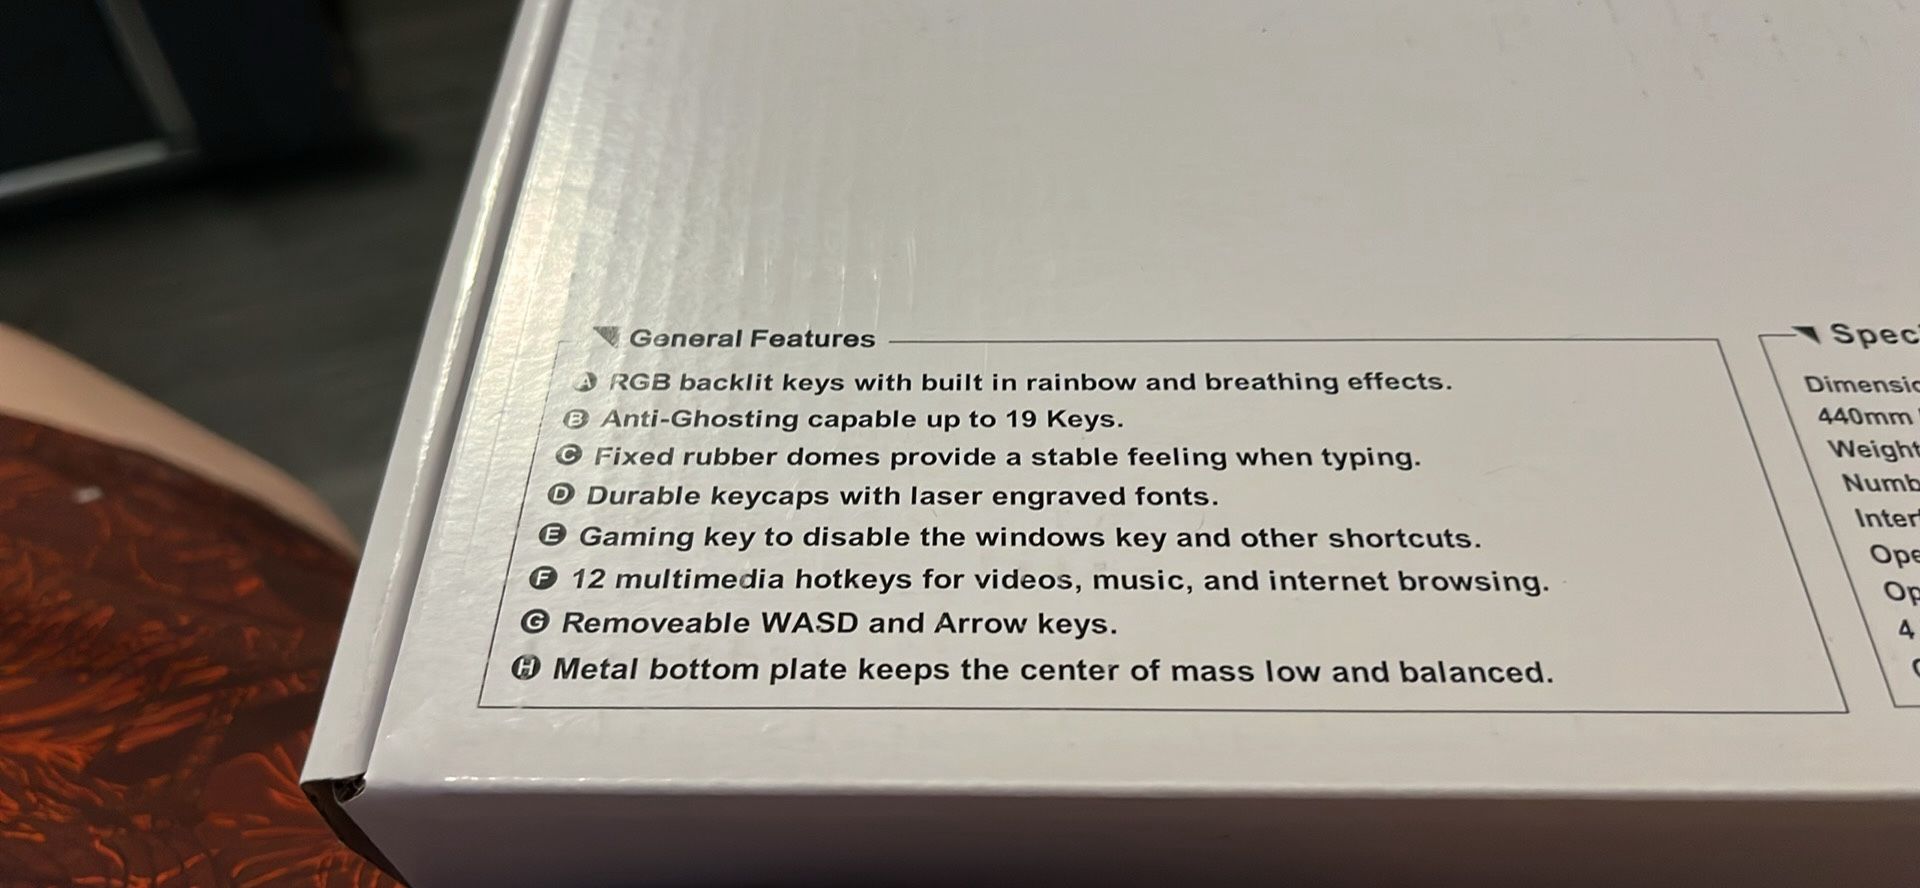 General Features
A RGB backlit keys with built in rainbow and breathing effects.
B Anti-Ghosting capable up to 19 Keys.
C Fixed rubber domes provide a stable feeling when typing.
D Durable keycaps with laser engraved fonts.
E Gaming key to disable the windows key and other shortcuts.
F 12 multimedia hotkeys for videos, music, and internet browsing.
G Removeable WASD and Arrow keys.
H Metal bottom plate keeps the center of mass low and balanced.
440mm
Weight
4